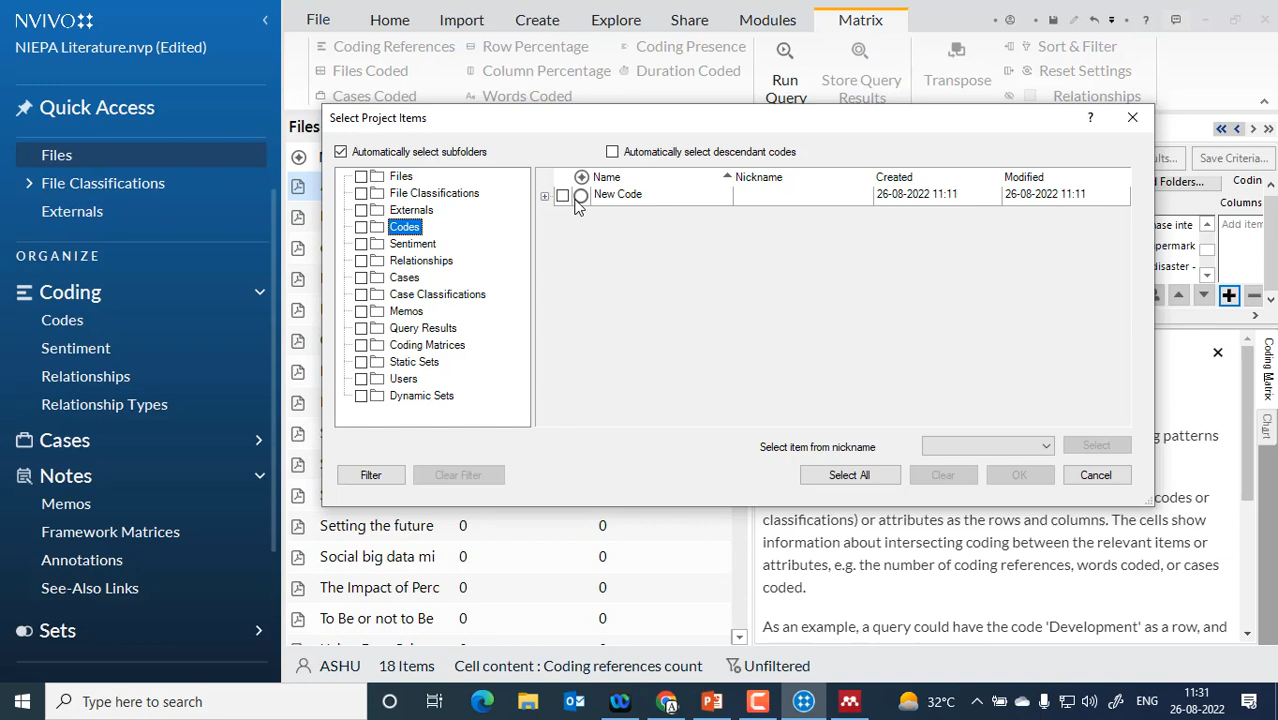 NVIVO
NIEPA Literature.nvp (Edited)
File Home Import Create Explore Share Modules Matrix
Coding References Row Percentage Coding Presence Sort & Filter
Files Coded Column Percentage Duration Coded Run Query Store Query Results Transpose Reset Settings
Cases Coded Words Coded Relationships
Quick Access
Files
File Classifications
Externals
ORGANIZE
Coding
Codes
Sentiment
Relationships
Relationship Types
Cases
Notes
Memos
Framework Matrices
Annotations
See-Also Links
Sets
Files
Select Project Items
Automatically select subfolders
Automatically select descendant codes
Files
File Classifications
Externals
Codes
Sentiment
Relationships
Cases
Case Classifications
Memos
Query Results
Coding Matrices
Static Sets
Users
Dynamic Sets
Name Nickname Created Modified
New Code 26-08-2022 11:11 26-08-2022 11:11
Select item from nickname Select
Filter Clear Filter Select All Clear OK Cancel
Save Criteria...
Folders...
Columns
Add item
Coding Matrix
Chart
Setting the future 0 0
Social big data mi 0 0
The Impact of Perc 0 0
To Be or not to Be 0 0
g patterns
codes or
classifications) or attributes as the rows and columns. The cells show
information about intersecting coding between the relevant items or
attributes, e.g. the number of coding references, words coded, or cases
coded.
As an example, a query could have the code 'Development' as a row, and
ASHU 18 Items Cell content : Coding references count Unfiltered
Type here to search
32°C
ENG
11:31
26-08-2022